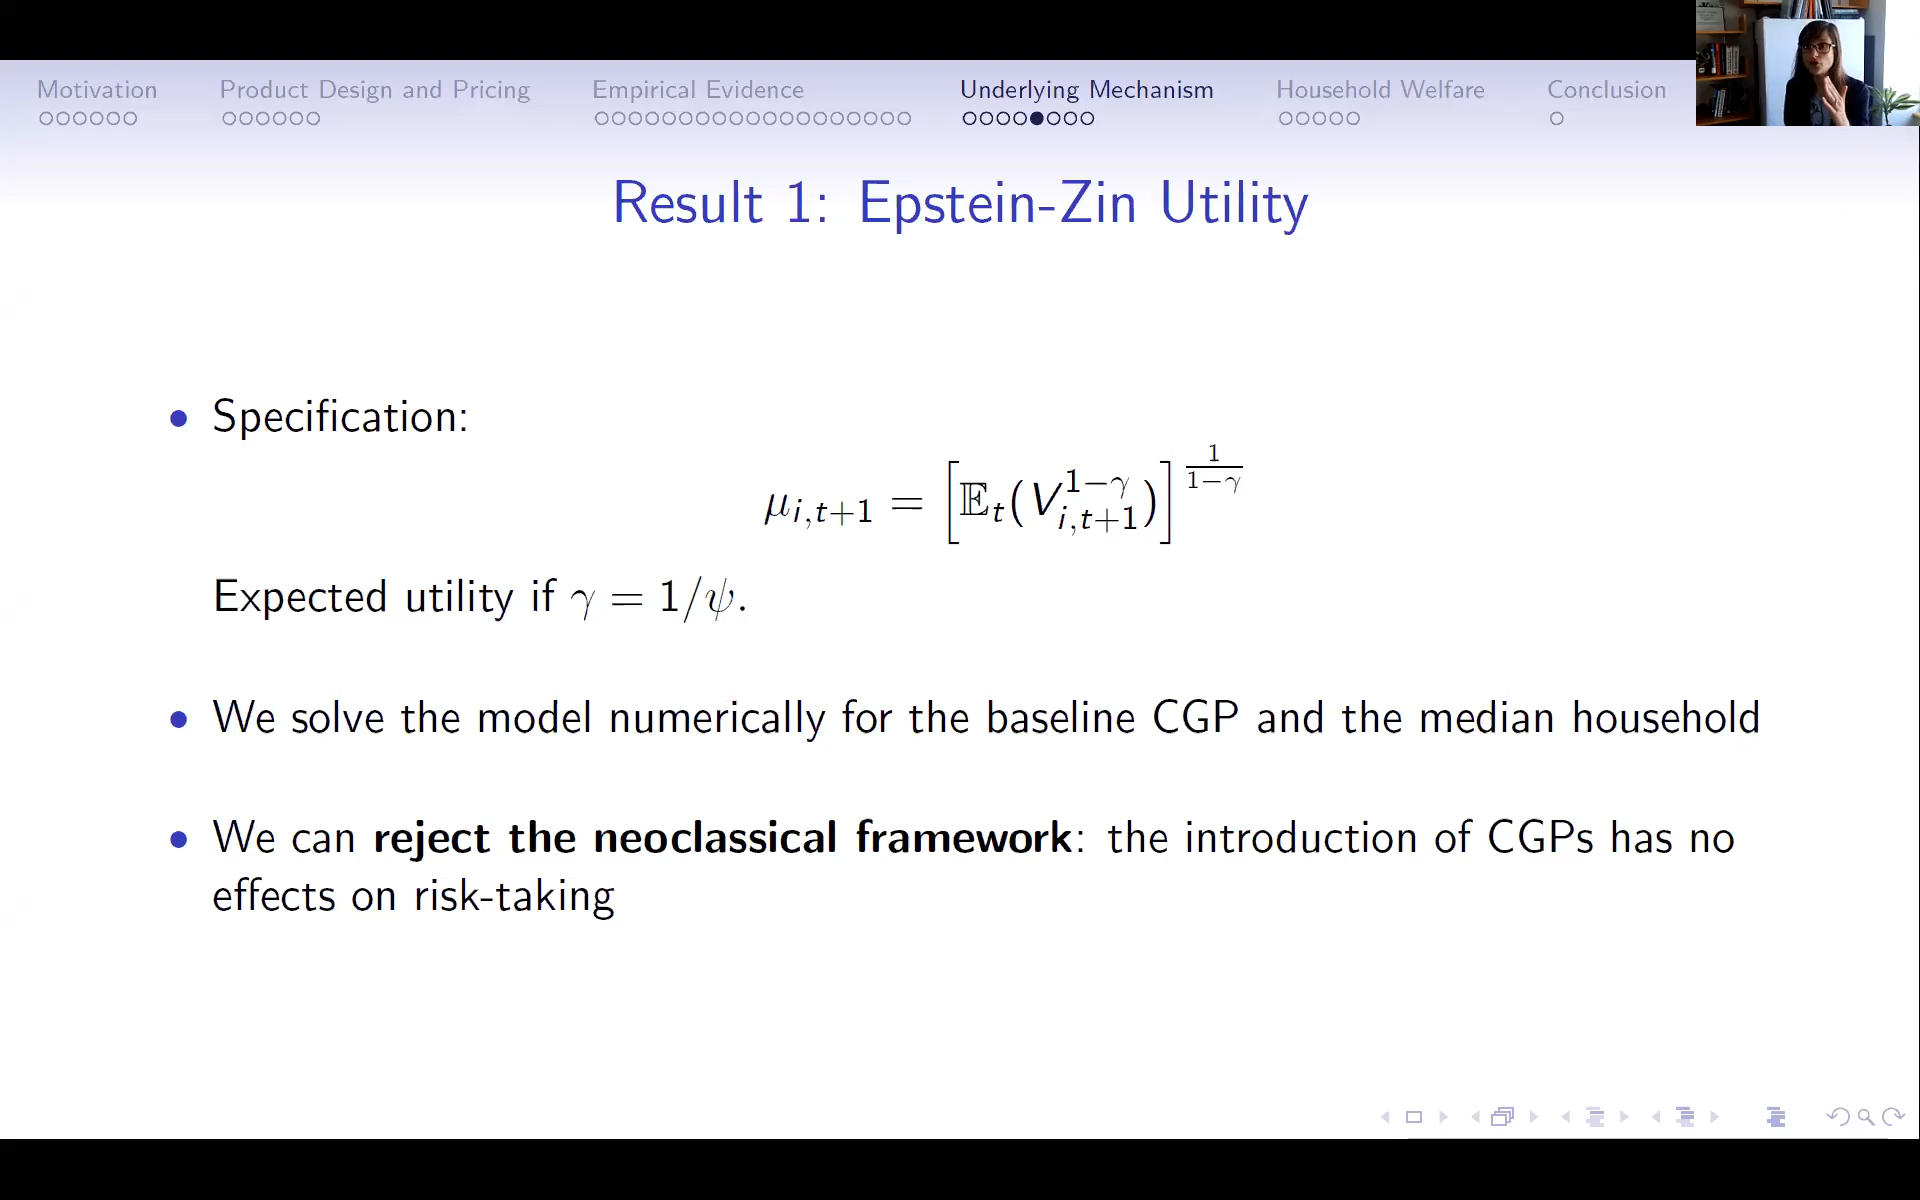 Motivation
Product Design and Pricing
Empirical Evidence
Underlying Mechanism
Household Welfare
Conclusion
Result 1: Epstein-Zin Utility
• Specification:
μ_{i,t+1} = [𝔼_t(V_{i,t+1}^{1−γ})]^{\frac{1}{1−γ}}
Expected utility if γ = 1/ψ.
• We solve the model numerically for the baseline CGP and the median household
• We can reject the neoclassical framework: the introduction of CGPs has no
effects on risk-taking